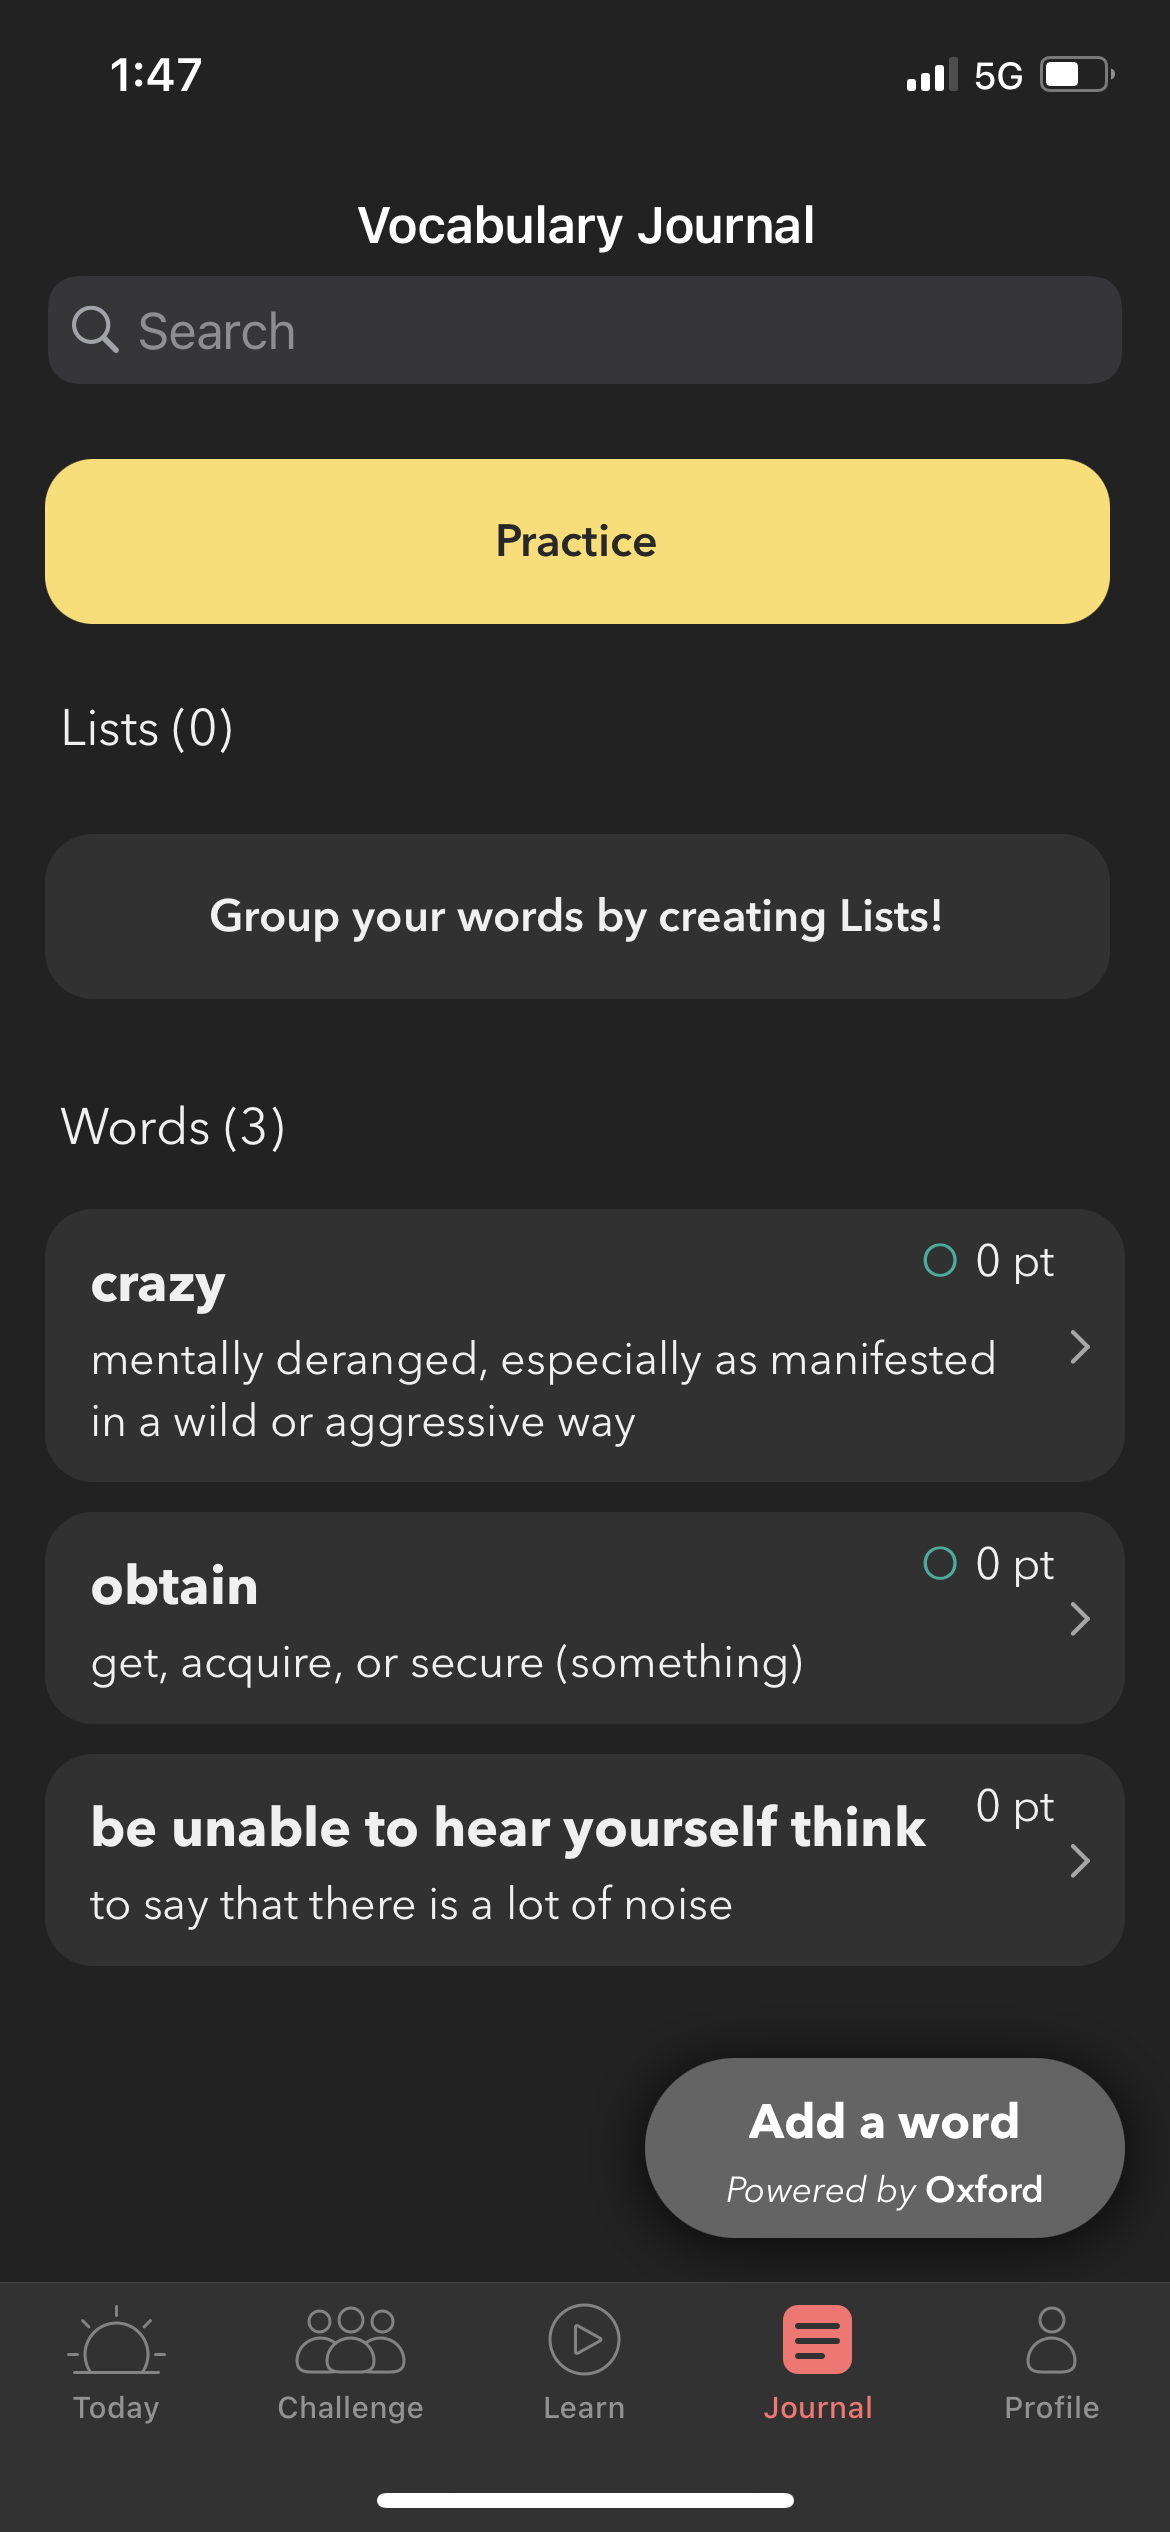 1:47
5G
Vocabulary Journal
Search
Practice
Lists (0)
Group your words by creating Lists!
Words (3)
crazy
0 pt
mentally deranged, especially as manifested
in a wild or aggressive way
obtain
0 pt
get, acquire, or secure (something)
be unable to hear yourself think
0 pt
to say that there is a lot of noise
Add a word
Powered by Oxford
Today
Challenge
Learn
Journal
Profile